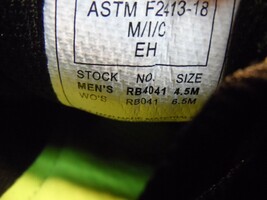 ASTM F2413-18
M/I/C
EH
STOCK NO. SIZE
MEN'S RB4041 4.5M
WO'S RB041 6.5M